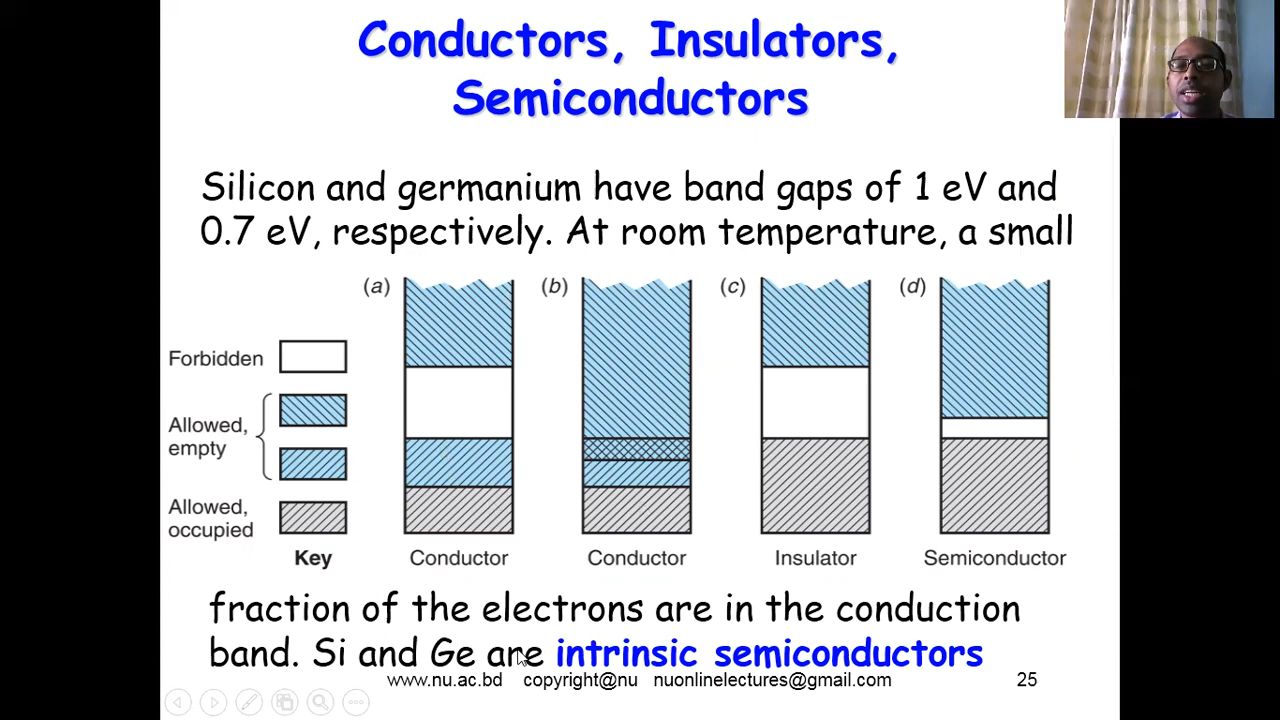 Conductors, Insulators,
Semiconductors
Silicon and germanium have band gaps of 1 eV and
0.7 eV, respectively. At room temperature, a small
(a)
(b)
(c)
(d)
Forbidden
Allowed,
empty
Allowed,
occupied
Key
Conductor
Conductor
Insulator
Semiconductor
fraction of the electrons are in the conduction
band. Si and Ge are intrinsic semiconductors
www.nu.ac.bd copyright@nu nuonlinelectures@gmail.com 25